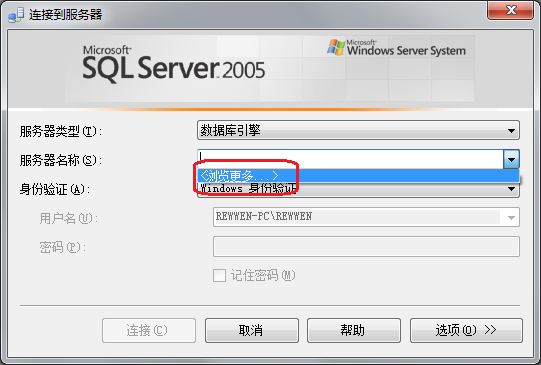 连接到服务器
Microsoft
SQL Server 2005
Microsoft
Windows Server System
服务器类型(T):
数据库引擎
服务器名称(S):
<浏览更多...>
身份验证(A):
Windows 身份验证
用户名(U):
REWWEN-PC\REWWEN
密码(P):
记住密码(M)
连接(C)
取消
帮助
选项(O) >>